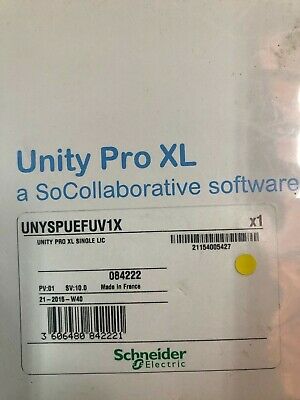 Unity Pro XL
a SoCollaborative software
UNYSPUEFUV1X x1
UNITY PRO XL SINGLE LIC 21154005427
084222
PV:01 SV:10.0 Made in France
21-2015-W40
3 606480 842221
Schneider
Electric